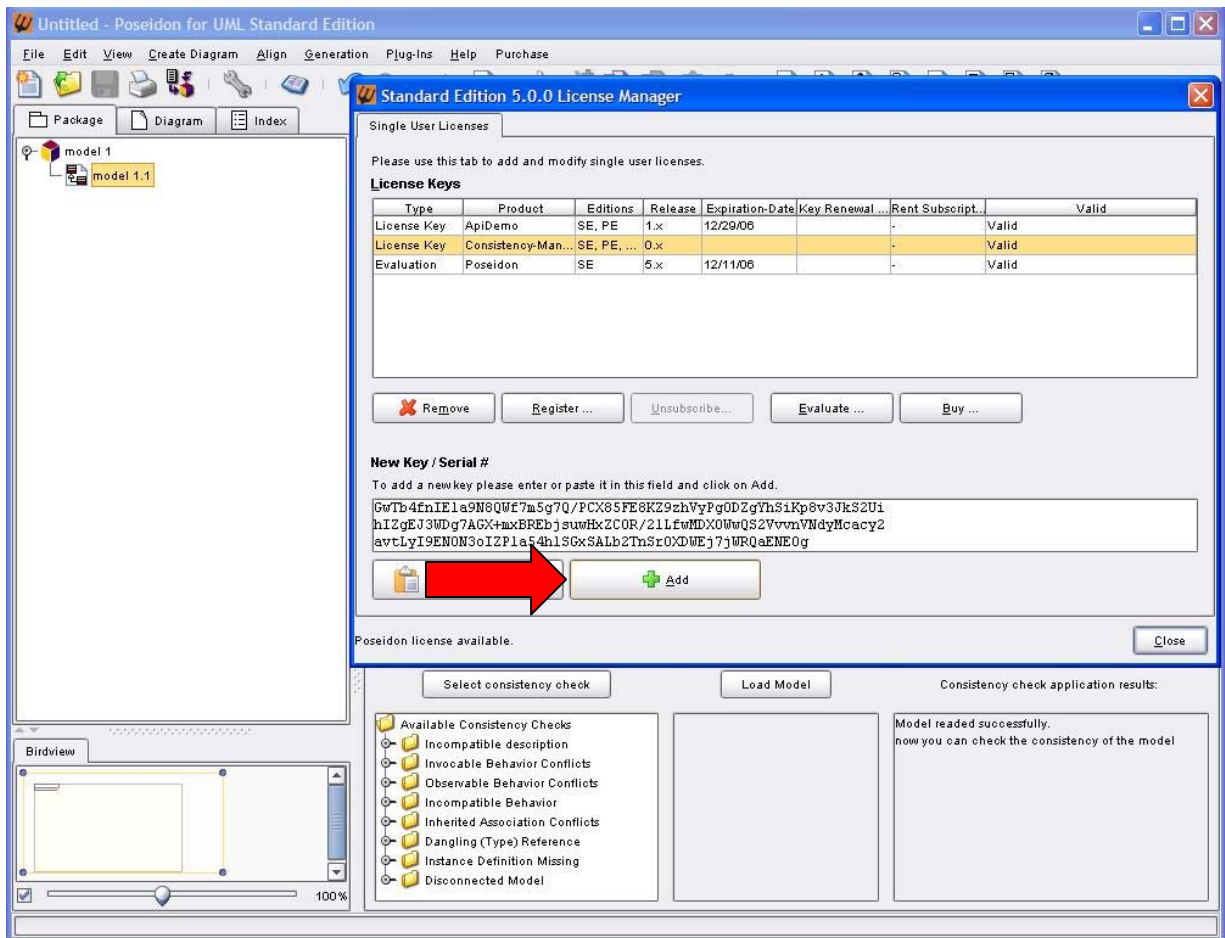 Untitled - Poseidon for UML Standard Edition
File Edit View Create Diagram Align Generation Plug-Ins Help Purchase
Standard Edition 5.0.0 License Manager
Package Diagram Index
model 1
model 1.1
Single User Licenses
Please use this tab to add and modify single user licenses.
License Keys
Type Product Editions Release Expiration-Date Key Renewal ... Rent Subscript... Valid
License Key ApiDemo SE, PE 1.x 12/29/06 - Valid
License Key Consistency-Man... SE, PE, ... 0.x - Valid
Evaluation Poseidon SE 5.x 12/11/06 - Valid
Remove Register ... Unsubscribe... Evaluate ... Buy ...
New Key / Serial #
To add a new key please enter or paste it in this field and click on Add.
GwTb4fnIEla9N8QWf7m5g7Q/PCX85FE8KZ9zhVyPgODZgYhSiKp8v3JkS2Ui
hIZgEJ3WDg7AGX+mxBREbjsuwHxZC0R/21LfwMDX0WwQS2VvvnVNdyMcacy2
avtLyI9EN0N3oIZPla54hlSGxSALb2TnSr0XDWEj7jWRQaENE0g
Add
Poseidon license available.
Close
Select consistency check Load Model Consistency check application results:
Available Consistency Checks
Incompatible description
Invocable Behavior Conflicts
Observable Behavior Conflicts
Incompatible Behavior
Inherited Association Conflicts
Dangling (Type) Reference
Instance Definition Missing
Disconnected Model
Model readed successfully.
now you can check the consistency of the model
Birdview
100%